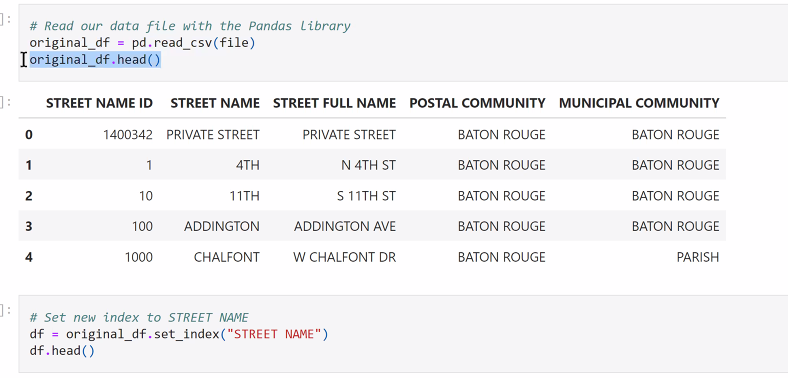 ]:
# Read our data file with the Pandas library
original_df = pd.read_csv(file)
original_df.head()
]:
STREET NAME ID STREET NAME STREET FULL NAME POSTAL COMMUNITY MUNICIPAL COMMUNITY
0 1400342 PRIVATE STREET PRIVATE STREET BATON ROUGE BATON ROUGE
1 1 4TH N 4TH ST BATON ROUGE BATON ROUGE
2 10 11TH S 11TH ST BATON ROUGE BATON ROUGE
3 100 ADDINGTON ADDINGTON AVE BATON ROUGE BATON ROUGE
4 1000 CHALFONT W CHALFONT DR BATON ROUGE PARISH
]:
# Set new index to STREET NAME
df = original_df.set_index("STREET NAME")
df.head()